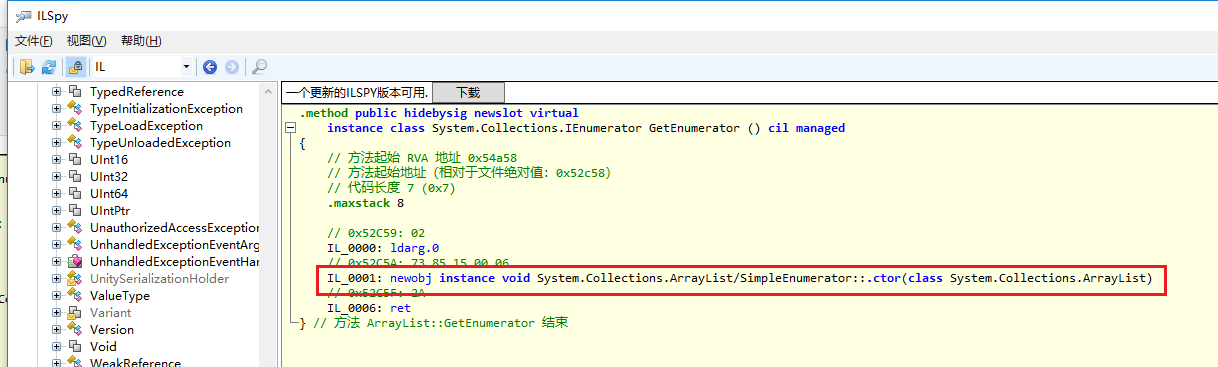 ILSpy
文件(F) 视图(V) 帮助(H)
IL
TypedReference
TypeInitializationException
TypeLoadException
TypeUnloadedException
UInt16
UInt32
UInt64
UIntPtr
UnauthorizedAccessException
UnhandledExceptionEventArg
UnhandledExceptionEventHan
UnitySerializationHolder
ValueType
Variant
Version
Void
WeakReference
一个更新的ILSPY版本可用. 下载
.method public hidebysig newslot virtual
instance class System.Collections.IEnumerator GetEnumerator () cil managed
{
// 方法起始 RVA 地址 0x54a58
// 方法起始地址 (相对于文件绝对值: 0x52c58)
// 代码长度 7 (0x7)
.maxstack 8
// 0x52C59: 02
IL_0000: ldarg.0
// 0x52C5A: 73 85 15 00 06
IL_0001: newobj instance void System.Collections.ArrayList/SimpleEnumerator::.ctor(class System.Collections.ArrayList)
// 0x52C5F: 2A
IL_0006: ret
} // 方法 ArrayList::GetEnumerator 结束